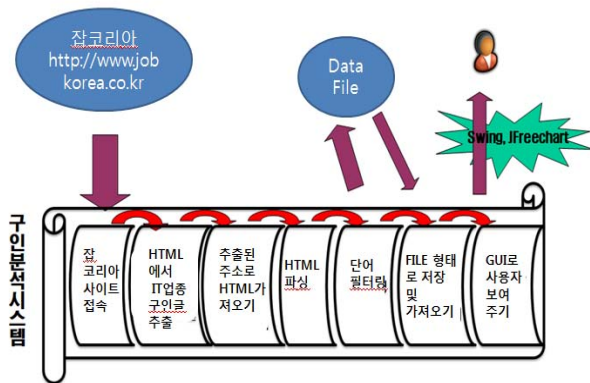 잡코리아
http://www.job
korea.co.kr
Data
File
Swing, JFreechart
구인분석시스템
잡
코리아
사이트
접속
HTML
에서
IT업종
구인글
추출
추출된
주소로
HTML가
져오기
HTML
파싱
단어
필터링
FILE 형태
로 저장
및
가져오기
GUI로
사용자
보여
주기